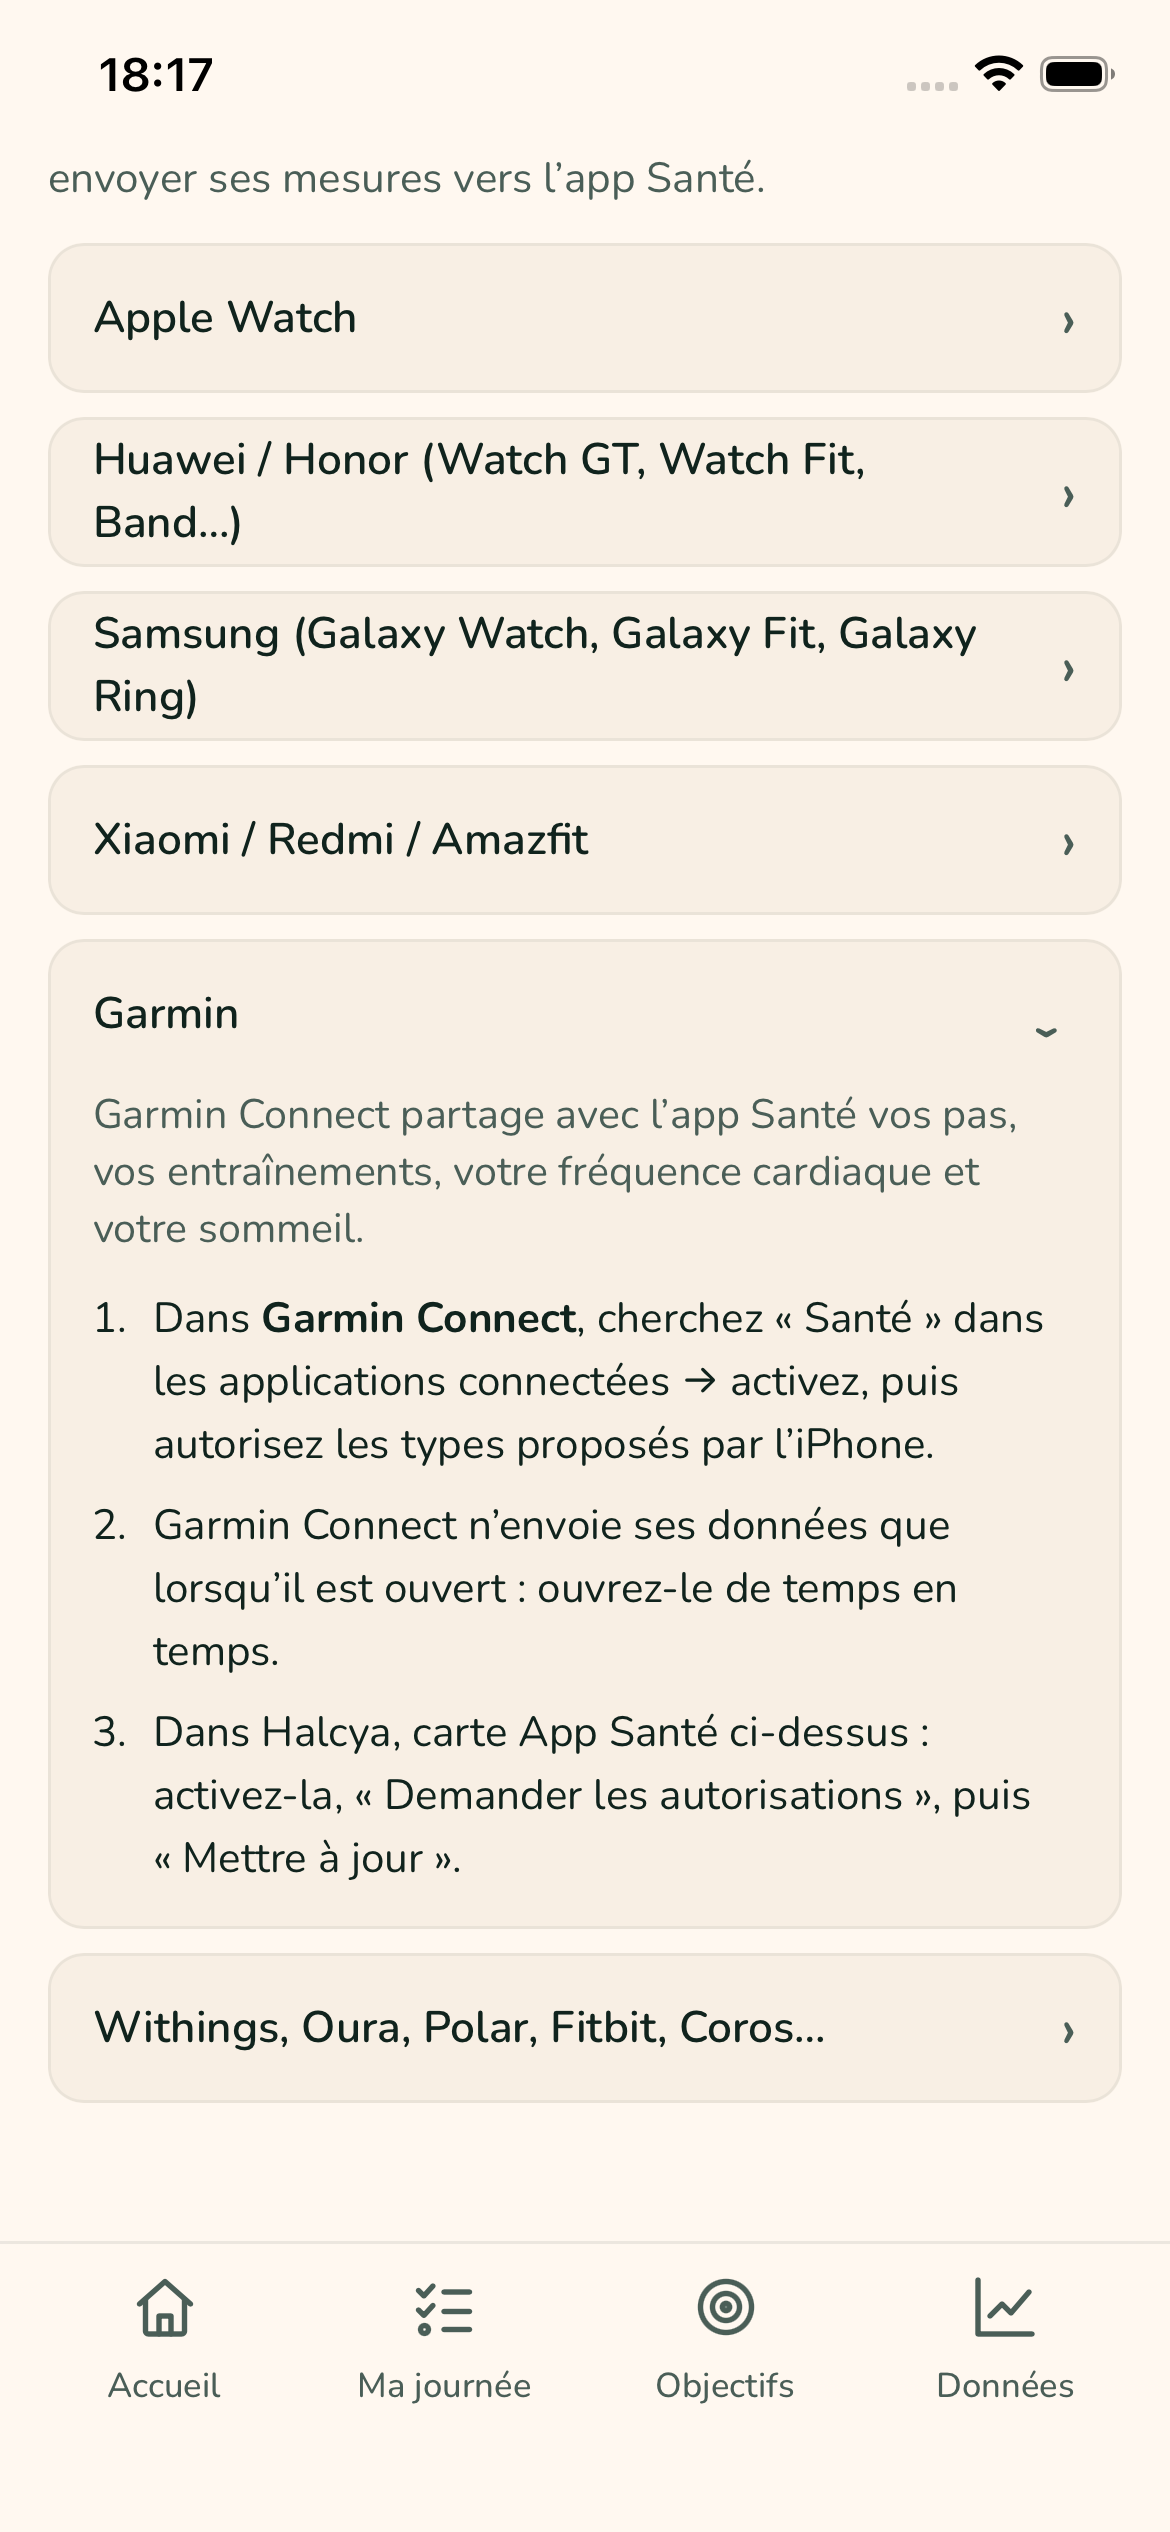 18:17
envoyer ses mesures vers l’app Santé.
Apple Watch
Huawei / Honor (Watch GT, Watch Fit,
Band…)
Samsung (Galaxy Watch, Galaxy Fit, Galaxy
Ring)
Xiaomi / Redmi / Amazfit
Garmin
Garmin Connect partage avec l’app Santé vos pas,
vos entraînements, votre fréquence cardiaque et
votre sommeil.
1. Dans Garmin Connect, cherchez « Santé » dans
les applications connectées → activez, puis
autorisez les types proposés par l’iPhone.
2. Garmin Connect n’envoie ses données que
lorsqu’il est ouvert : ouvrez-le de temps en
temps.
3. Dans Halcya, carte App Santé ci-dessus :
activez-la, « Demander les autorisations », puis
« Mettre à jour ».
Withings, Oura, Polar, Fitbit, Coros…
Accueil
Ma journée
Objectifs
Données